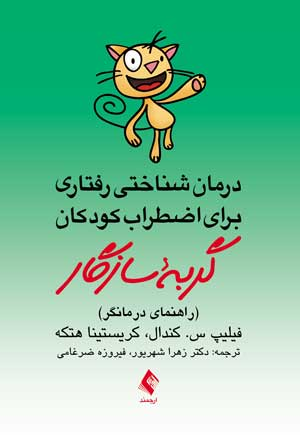 درمان شناختی رفتاری
برای اضطراب کودکان
گربهٔ سازگار
(راهنمای درمانگر)
فیلیپ س. کندال، کریستینا هتکه
ترجمه: دکتر زهرا شهریور، فیروزه ضرغامی
ارجمند